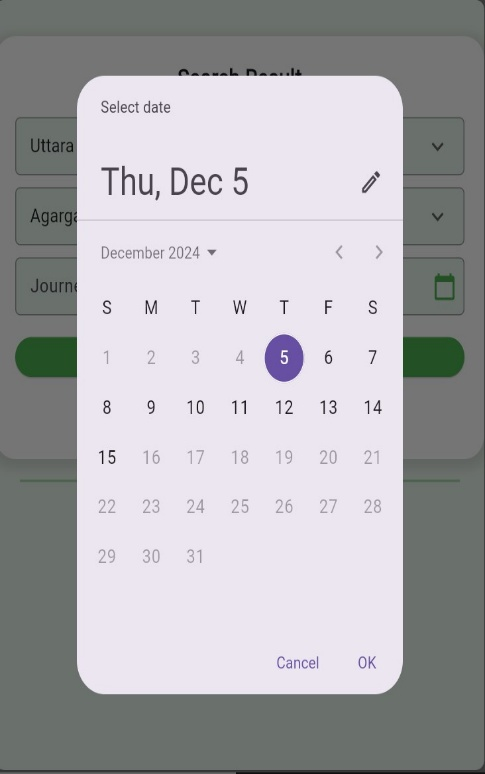 Search Result
Select date
Uttara
Thu, Dec 5
Agarga
December 2024
Journe
S M T W T F S
1 2 3 4 5 6 7
8 9 10 11 12 13 14
15 16 17 18 19 20 21
22 23 24 25 26 27 28
29 30 31
Cancel OK